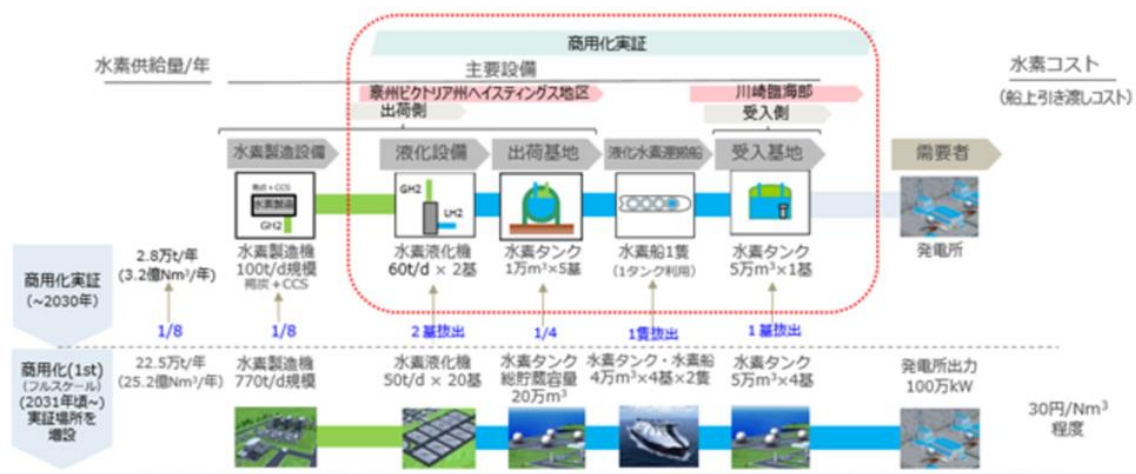 商用化実証
水素供給量/年
主要設備
水素コスト
(船上引き渡しコスト)
豪州ビクトリア州ヘイスティングス地区
川崎臨海部
出荷側
受入側
水素製造設備
液化設備
出荷基地
液化水素運搬船
受入基地
需要者
褐炭+CCS
水素製造
GH2
GH2
LH2
商用化実証
(~2030年)
2.8万t/年
(3.2億Nm³/年)
水素製造機
100t/d規模
褐炭+CCS
水素液化機
60t/d × 2基
水素タンク
1万m³×5基
水素船1隻
(1タンク利用)
水素タンク
5万m³×1基
発電所
1/8
1/8
2基抜出
1/4
1隻抜出
1基抜出
商用化(1st)
(フルスケール)
(2031年頃~)
実証場所を
増設
22.5万t/年
(25.2億Nm³/年)
水素製造機
770t/d規模
水素液化機
50t/d × 20基
水素タンク
総貯蔵容量
20万m³
水素タンク・水素船
4万m³×4基×2隻
水素タンク
5万m³×4基
発電所出力
100万kW
30円/Nm³
程度